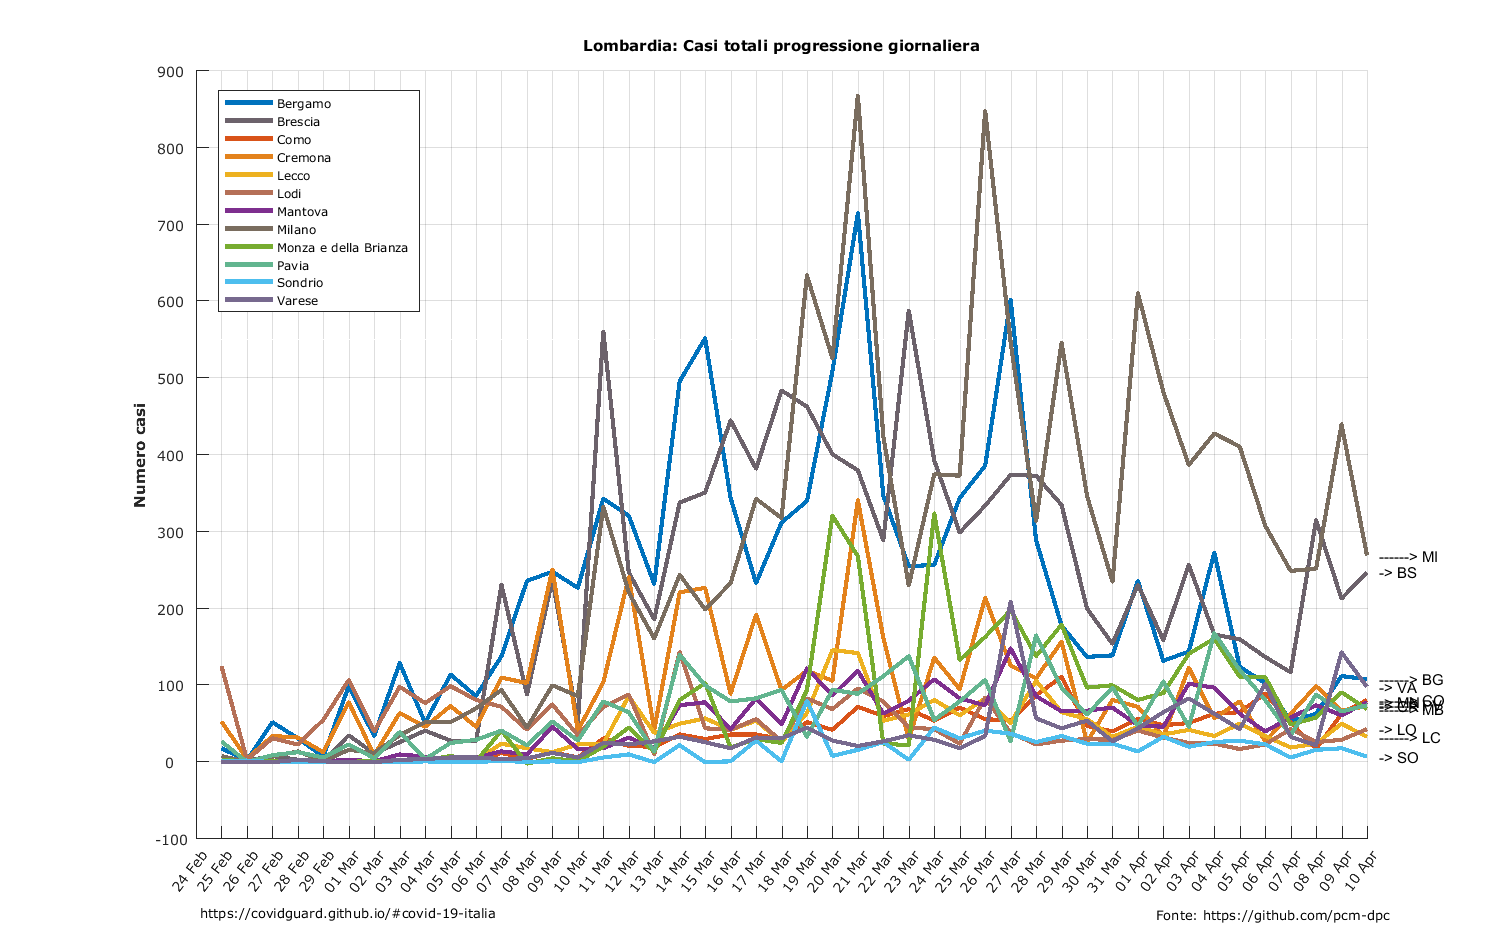 Lombardia: Casi totali progressione giornaliera
900
800
700
600
500
400
300
200
100
0
-100
Numero casi
Bergamo
Brescia
Como
Cremona
Lecco
Lodi
Mantova
Milano
Monza e della Brianza
Pavia
Sondrio
Varese
------> MI
-> BS
-----> BG
-> VA
-> LO
------> LC
-> SO
24 Feb
25 Feb
26 Feb
27 Feb
28 Feb
29 Feb
01 Mar
02 Mar
03 Mar
04 Mar
05 Mar
06 Mar
07 Mar
08 Mar
09 Mar
10 Mar
11 Mar
12 Mar
13 Mar
14 Mar
15 Mar
16 Mar
17 Mar
18 Mar
19 Mar
20 Mar
21 Mar
22 Mar
23 Mar
24 Mar
25 Mar
26 Mar
27 Mar
28 Mar
29 Mar
30 Mar
31 Mar
01 Apr
02 Apr
03 Apr
04 Apr
05 Apr
06 Apr
07 Apr
08 Apr
09 Apr
10 Apr
https://covidguard.github.io/#covid-19-italia
Fonte: https://github.com/pcm-dpc